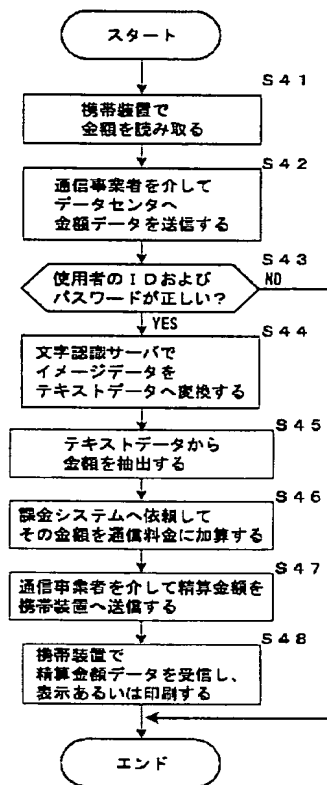 スタート
S41
携帯装置で
金額を読み取る
S42
通信事業者を介して
データセンタへ
金額データを送信する
S43
使用者のIDおよび
パスワードが正しい?
NO
YES
S44
文字認識サーバで
イメージデータを
テキストデータへ変換する
S45
テキストデータから
金額を抽出する
S46
課金システムへ依頼して
その金額を通信料金に加算する
S47
通信事業者を介して精算金額を
携帯装置へ送信する
S48
携帯装置で
精算金額データを受信し、
表示あるいは印刷する
エンド